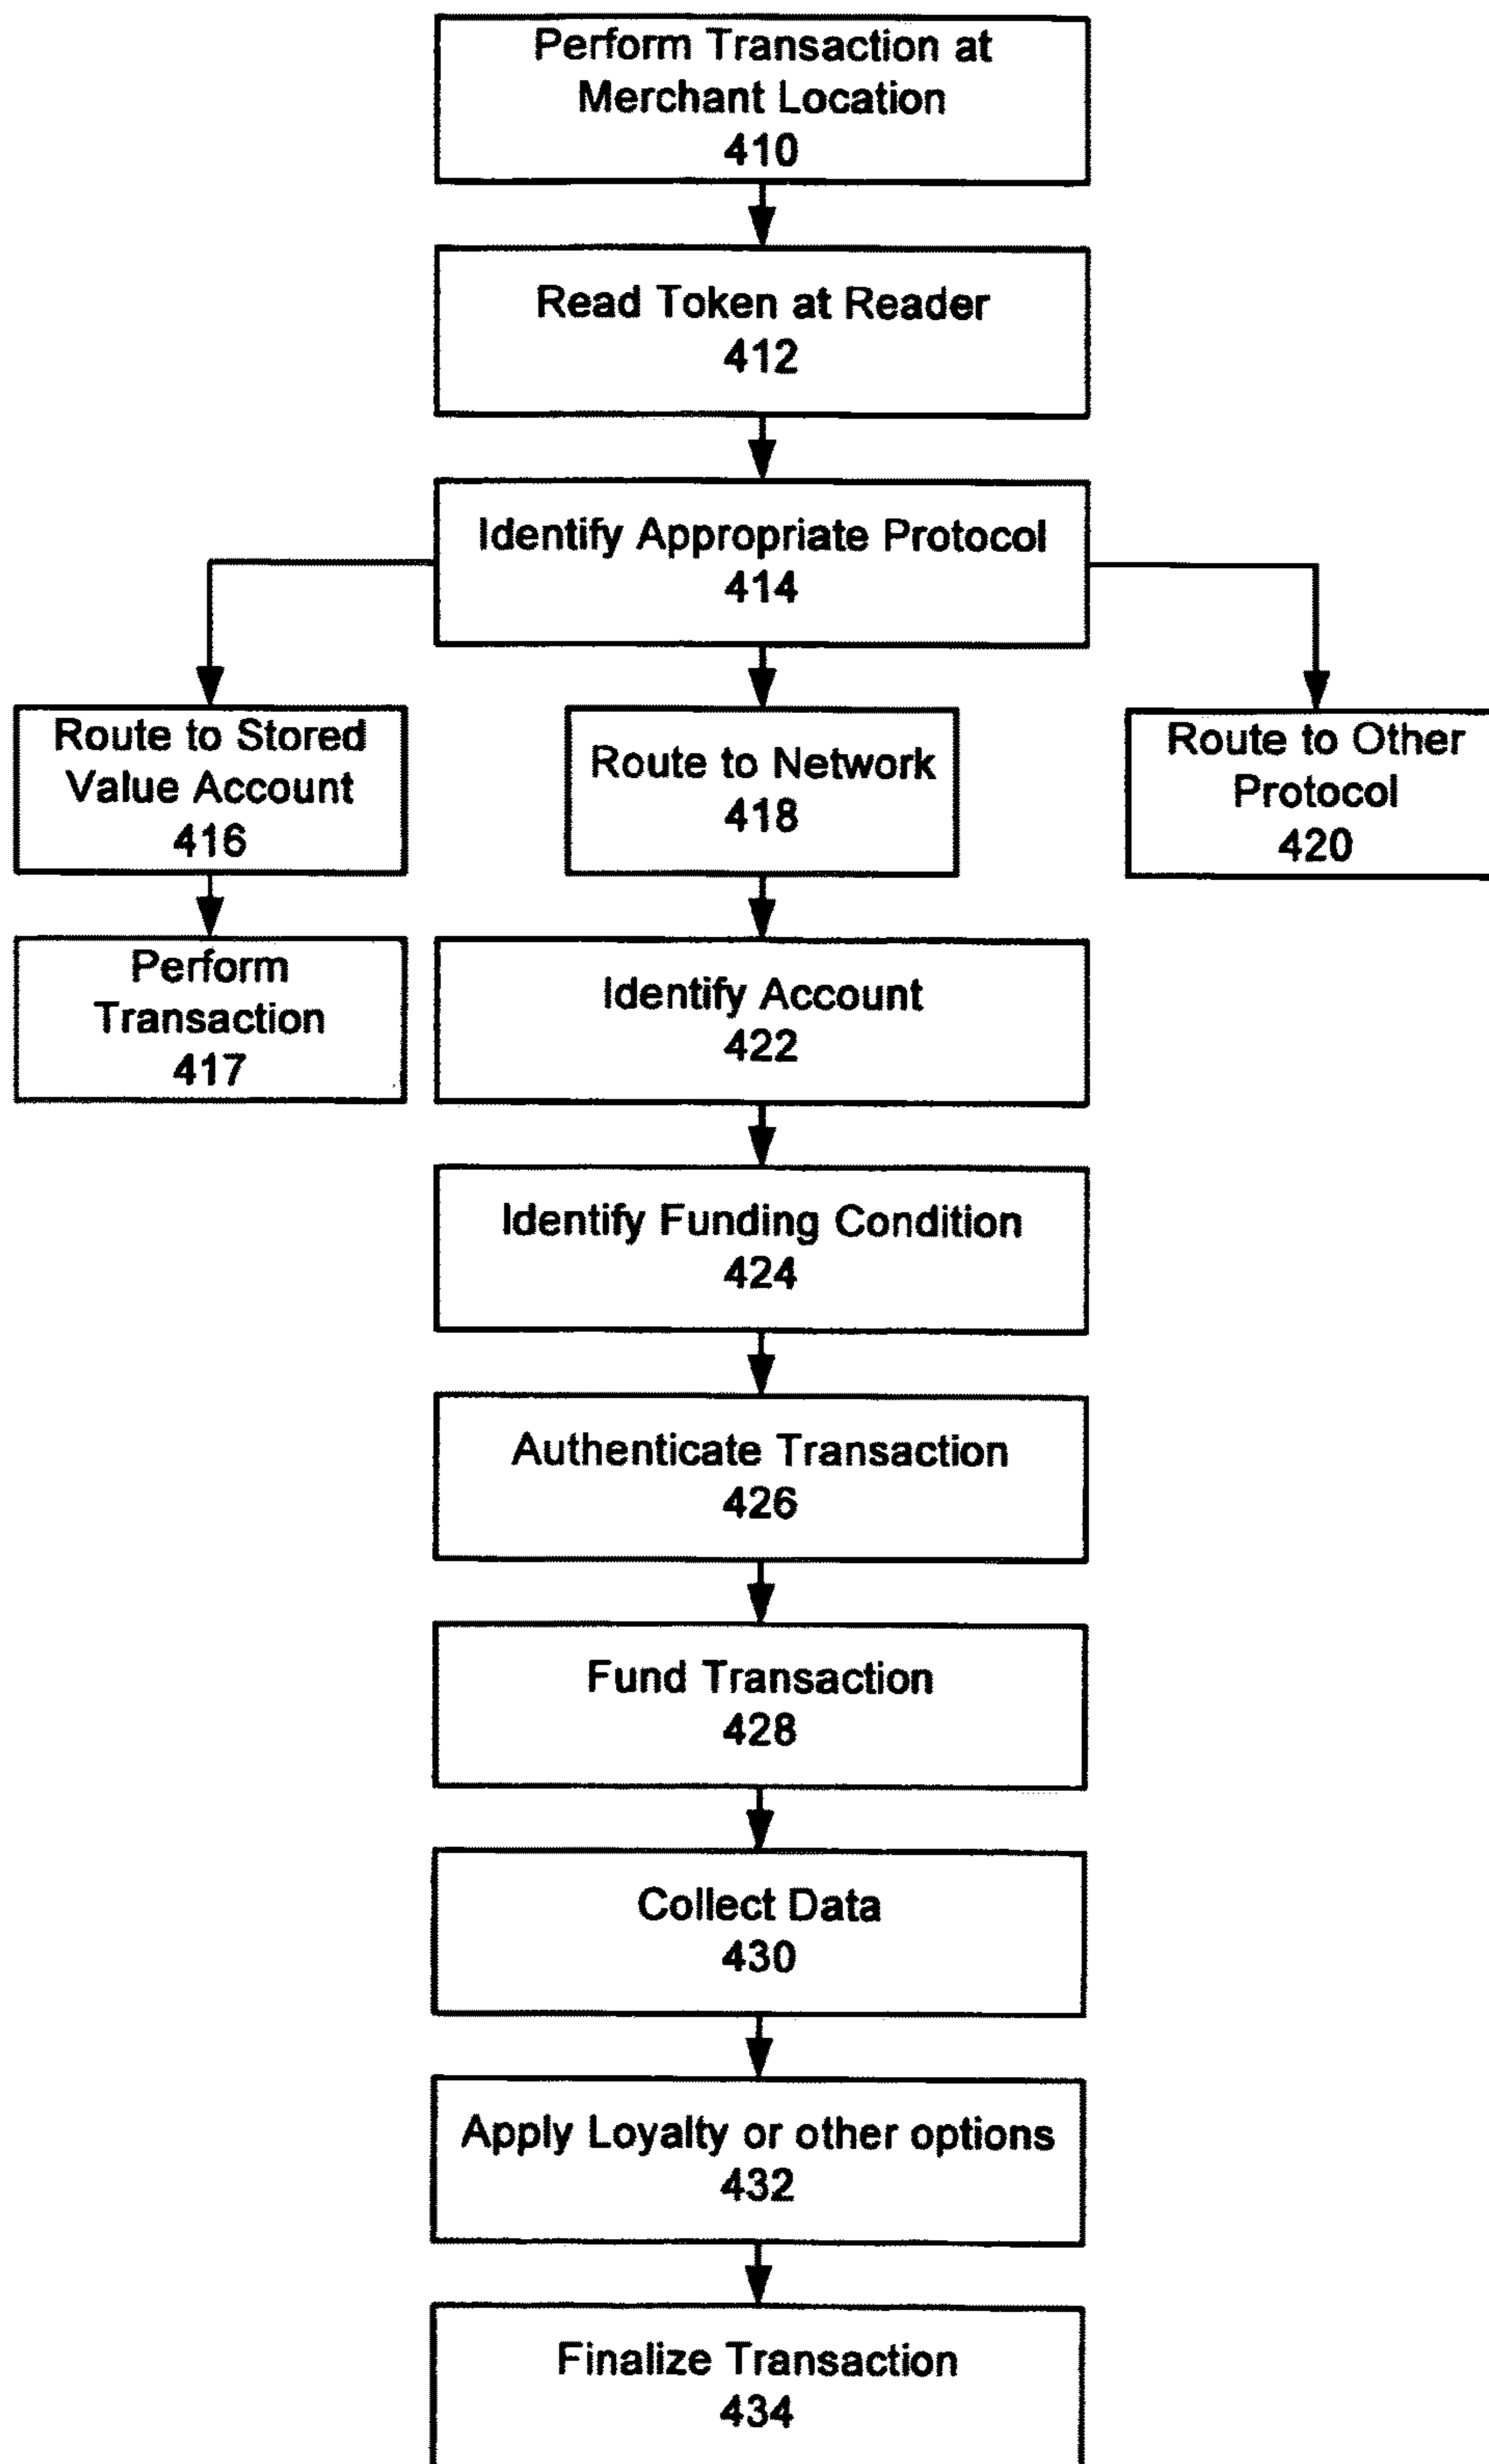 Perform Transaction at
Merchant Location
410
Read Token at Reader
412
Identify Appropriate Protocol
414
Route to Stored
Value Account
416
Route to Network
418
Route to Other
Protocol
420
Perform
Transaction
417
Identify Account
422
Identify Funding Condition
424
Authenticate Transaction
426
Fund Transaction
428
Collect Data
430
Apply Loyalty or other options
432
Finalize Transaction
434